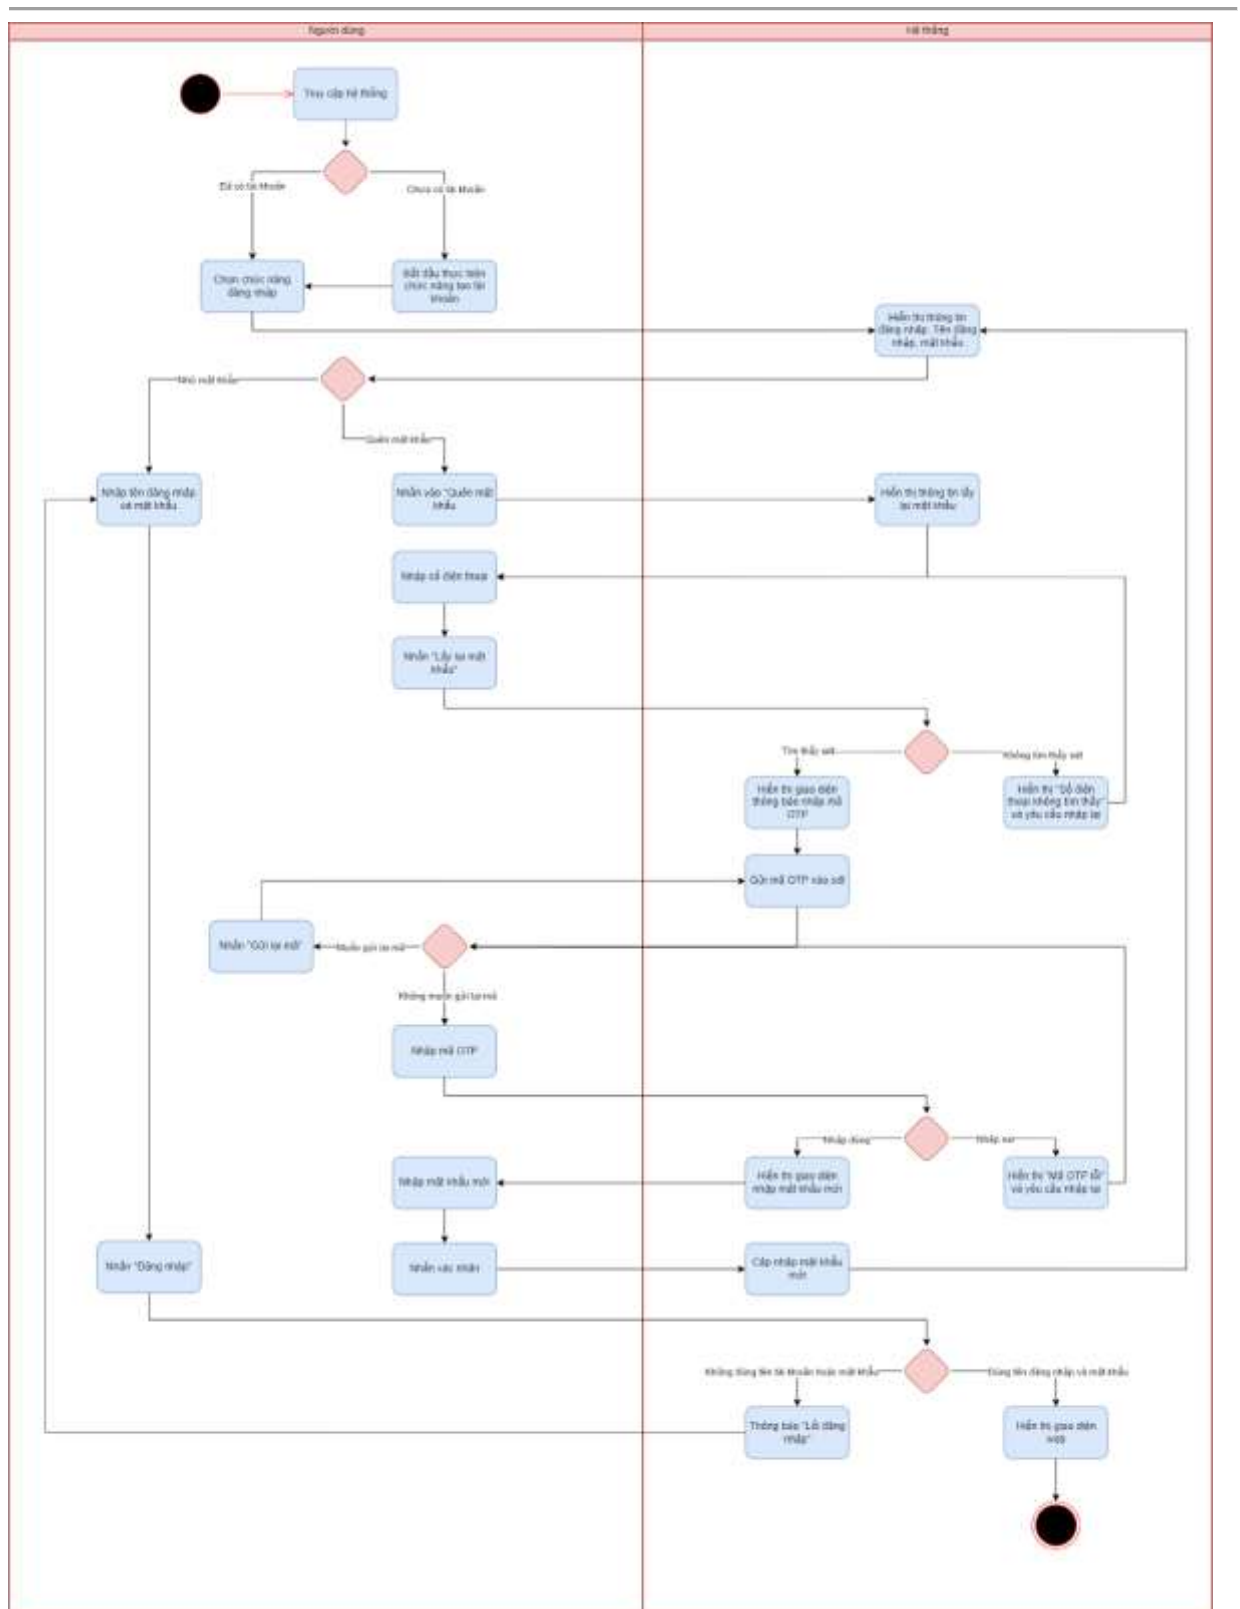 Người dùng
Hệ thống
Truy cập hệ thống
Đã có tài khoản
Chưa có tài khoản
Chọn chức năng
đăng nhập
Bắt đầu thực hiện
chức năng tạo tài
khoản
Hiển thị thông tin
đăng nhập. Tên đăng
nhập, mật khẩu
Nhớ mật khẩu
Quên mật khẩu
Nhập tên đăng nhập
và mật khẩu
Nhấn vào "Quên mật
khẩu
Hiển thị thông tin lấy
lại mật khẩu
Nhập số điện thoại
Nhấn "Lấy lại mật
khẩu"
Tìm thấy sđt
Không tìm thấy sđt
Hiển thị giao diện
thông báo nhập mã
OTP
Hiển thị "Số điện
thoại không tìm thấy"
và yêu cầu nhập lại
Gửi mã OTP vào sđt
Nhấn "Gửi lại mã"
Muốn gửi lại mã
Không muốn gửi lại mã
Nhập mã OTP
Nhập đúng
Nhập sai
Nhập mật khẩu mới
Hiển thị giao diện
nhập mật khẩu mới
Hiển thị "Mã OTP lỗi"
và yêu cầu nhập lại
Nhấn "Đăng nhập"
Nhấn xác nhận
Cập nhập mật khẩu
mới
Không đúng tên tài khoản hoặc mật khẩu
Đúng tên đăng nhập và mật khẩu
Thông báo "Lỗi đăng
nhập"
Hiển thị giao diện
web